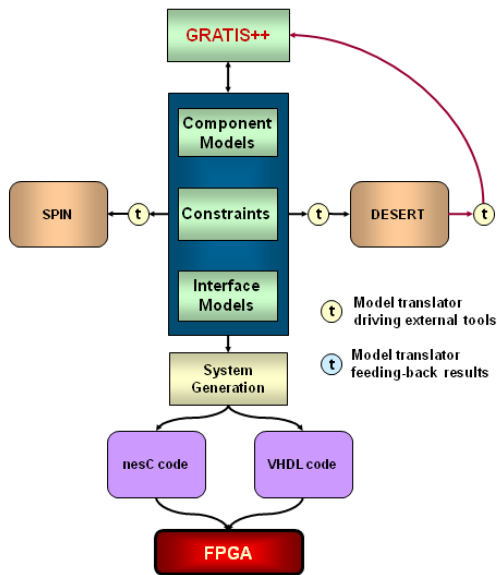 GRATIS++
Component
Models
SPIN
t
Constraints
t
DESERT
t
Interface
Models
t
Model translator
driving external tools
t
Model translator
feeding-back results
System
Generation
nesC code
VHDL code
FPGA